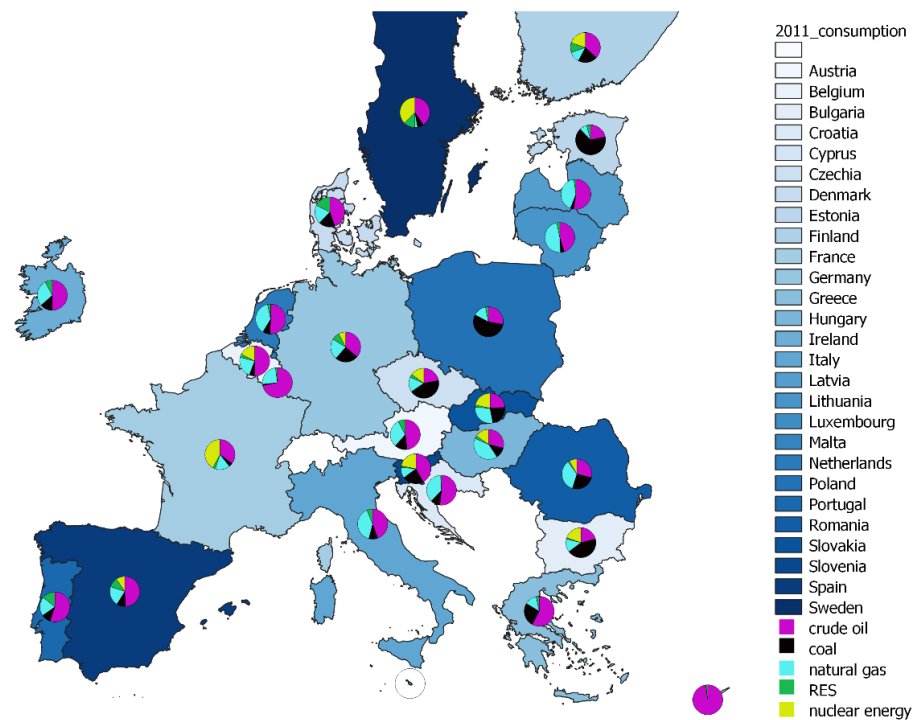 2011_consumption
Austria
Belgium
Bulgaria
Croatia
Cyprus
Czechia
Denmark
Estonia
Finland
France
Germany
Greece
Hungary
Ireland
Italy
Latvia
Lithuania
Luxembourg
Malta
Netherlands
Poland
Portugal
Romania
Slovakia
Slovenia
Spain
Sweden
crude oil
coal
natural gas
RES
nuclear energy